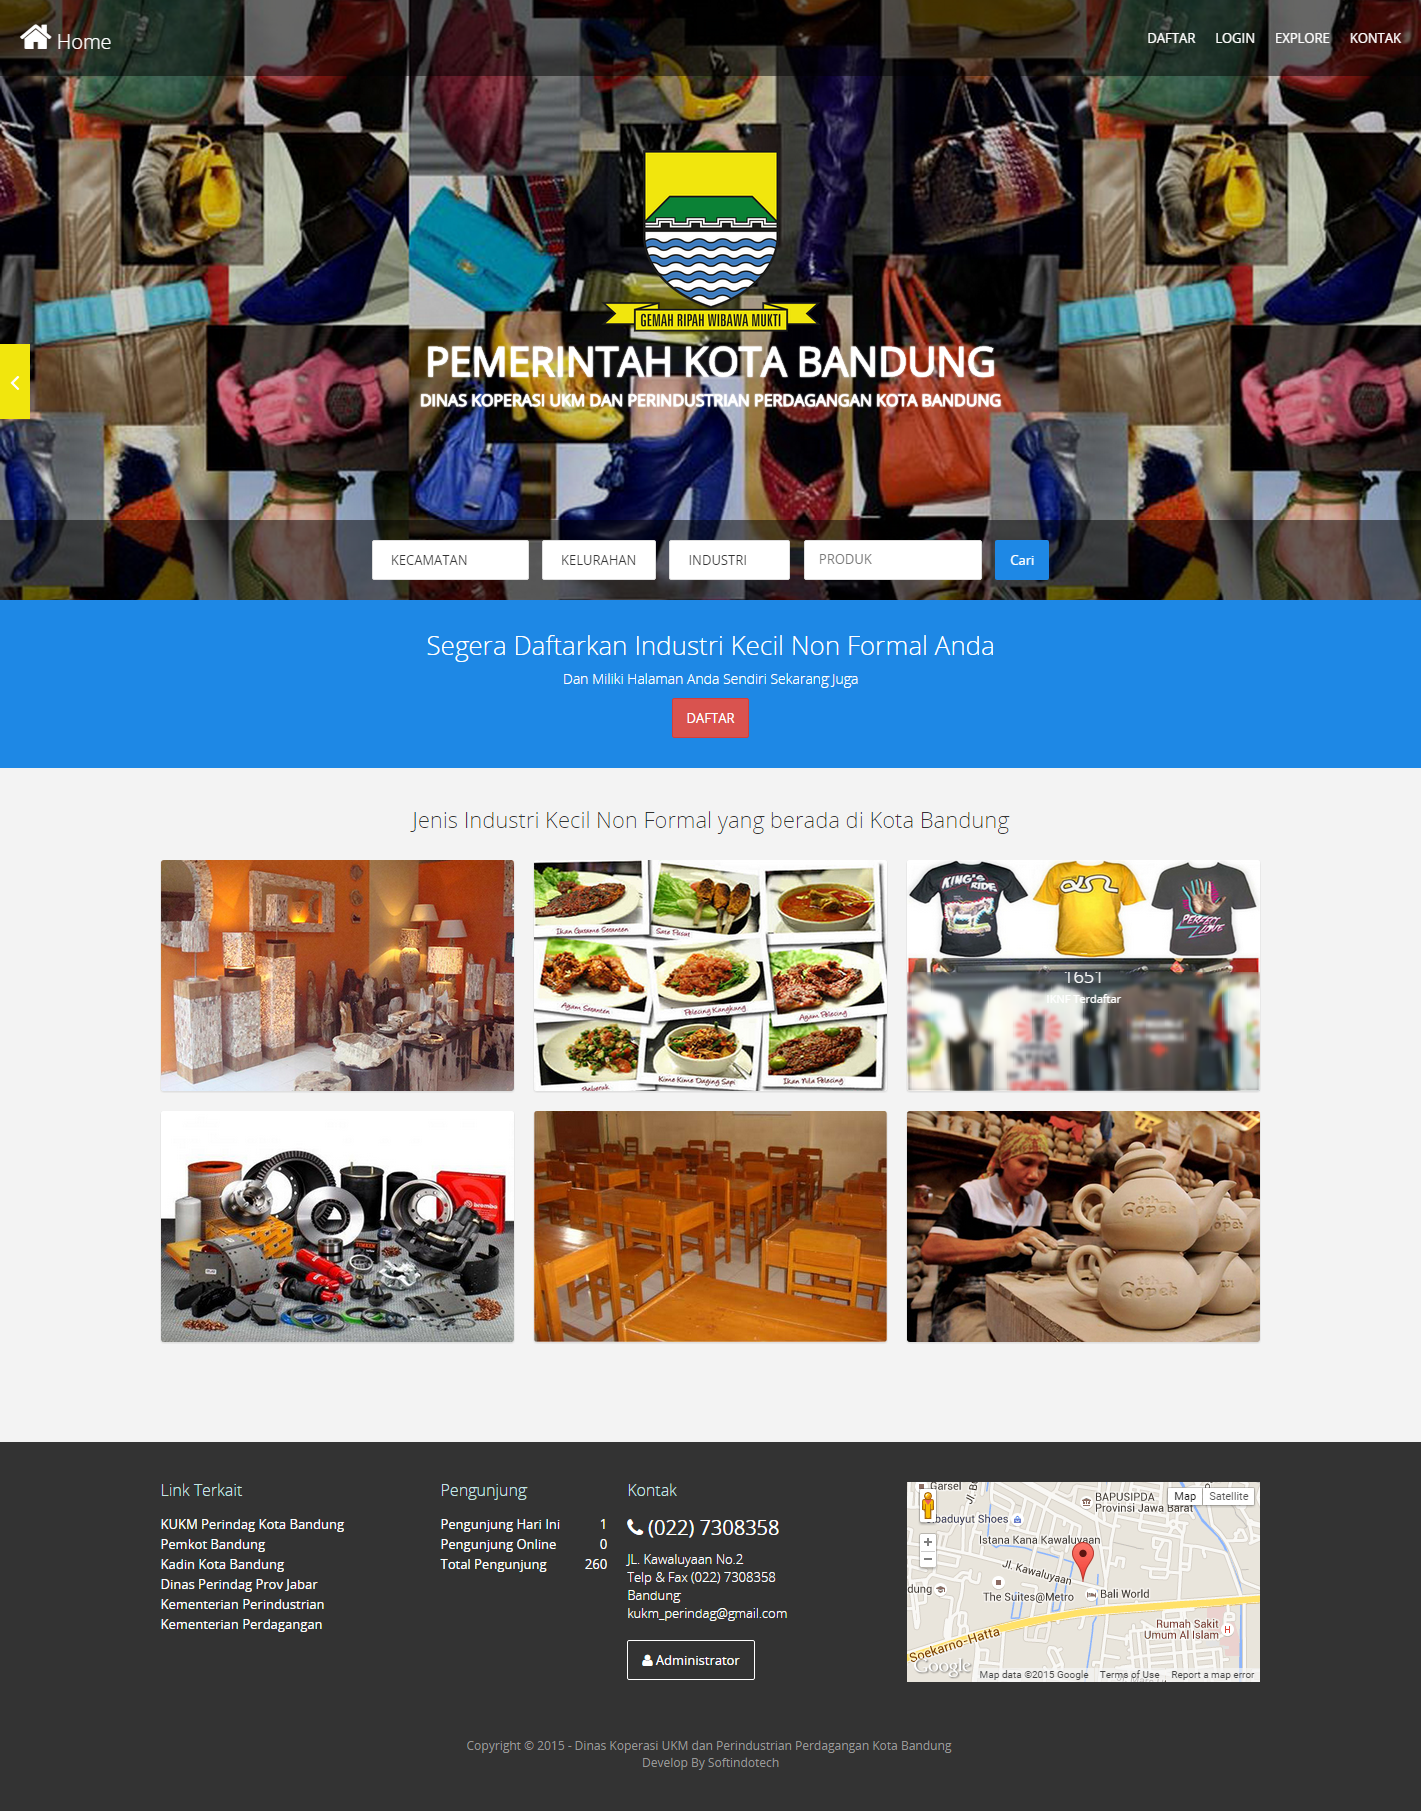 Home
DAFTAR LOGIN EXPLORE KONTAK
GEMAH RIPAH WIBAWA MUKTI
PEMERINTAH KOTA BANDUNG
DINAS KOPERASI UKM DAN PERINDUSTRIAN PERDAGANGAN KOTA BANDUNG
KECAMATAN KELURAHAN INDUSTRI PRODUK Cari
Segera Daftarkan Industri Kecil Non Formal Anda
Dan Miliki Halaman Anda Sendiri Sekarang Juga
DAFTAR
Jenis Industri Kecil Non Formal yang berada di Kota Bandung
Ikan Gurame Sesancen
Sate Pusut
Ayam Sesancen
Pelecing Kangkung
Ayam Pelecing
Kime Kime Daging Sapi
Ikan Nila Pelecing
KING'S RIDE
PERFECT LOVE
1651
IKNF Terdaftar
brembo
TIMKEN
teh Gopek
teh Gopek
Link Terkait
KUKM Perindag Kota Bandung
Pemkot Bandung
Kadin Kota Bandung
Dinas Perindag Prov Jabar
Kementerian Perindustrian
Kementerian Perdagangan
Pengunjung
Pengunjung Hari Ini 1
Pengunjung Online 0
Total Pengunjung 260
Kontak
(022) 7308358
JL. Kawaluyaan No.2
Telp & Fax (022) 7308358
Bandung
kukm_perindag@gmail.com
Administrator
Garsel
BAPUSIPDA
Provinsi Jawa Barat
Map Satellite
baduyut Shoes
Istana Kana Kawaluyaan
Jl. Kawaluyaan
dung
The Suites@Metro
Bali World
Rumah Sakit
Umum Al Islam
Soekarno-Hatta
Google
Map data ©2015 Google Terms of Use Report a map error
Copyright © 2015 - Dinas Koperasi UKM dan Perindustrian Perdagangan Kota Bandung
Develop By Softindotech